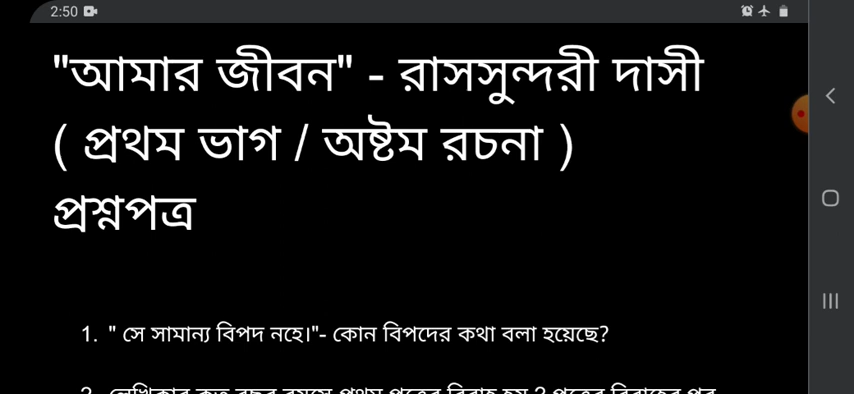 2:50
"আমার জীবন" - রাসসুন্দরী দাসী
( প্রথম ভাগ / অষ্টম রচনা )
প্রশ্নপত্র
1. " সে সামান্য বিপদ নহে।"- কোন বিপদের কথা বলা হয়েছে?